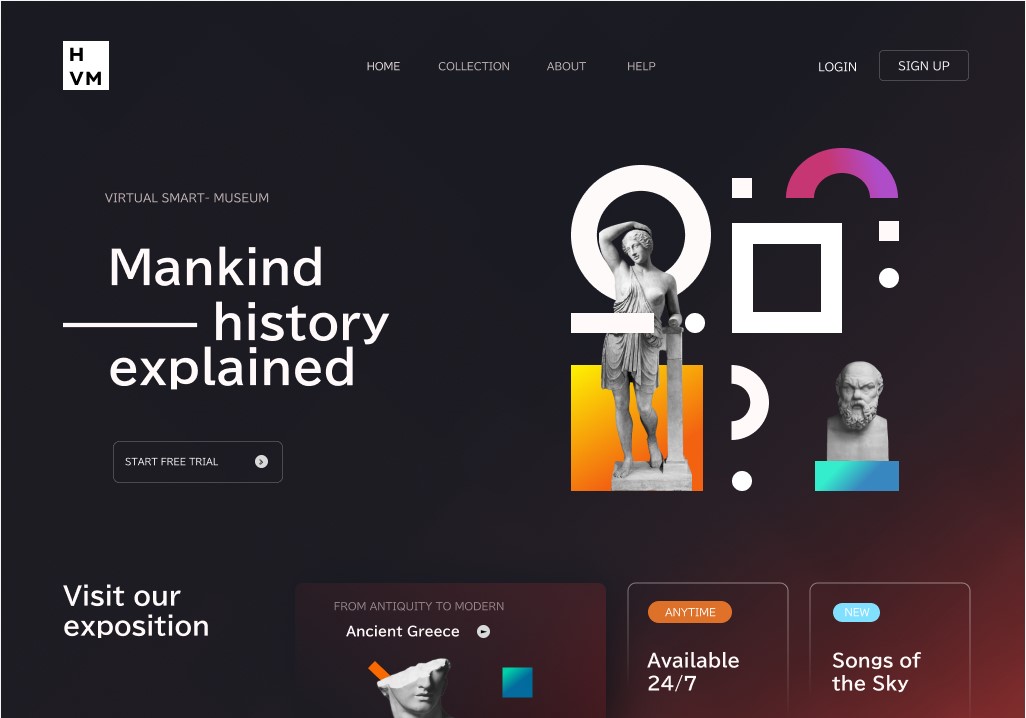 H
VM
HOME
COLLECTION
ABOUT
HELP
LOGIN
SIGN UP
VIRTUAL SMART- MUSEUM
Mankind
history
explained
START FREE TRIAL
Visit our
exposition
FROM ANTIQUITY TO MODERN
Ancient Greece
ANYTIME
Available
24/7
NEW
Songs of
the Sky